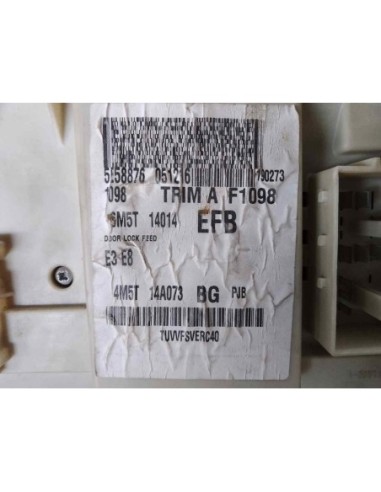 5158876 051216 790273
1098 TRIM A F1098
6M5T 14014 EFB
DOOR LOCK FEED
E3-E8
4M5T 14A073 BG PJB
TUVVFSVERC40